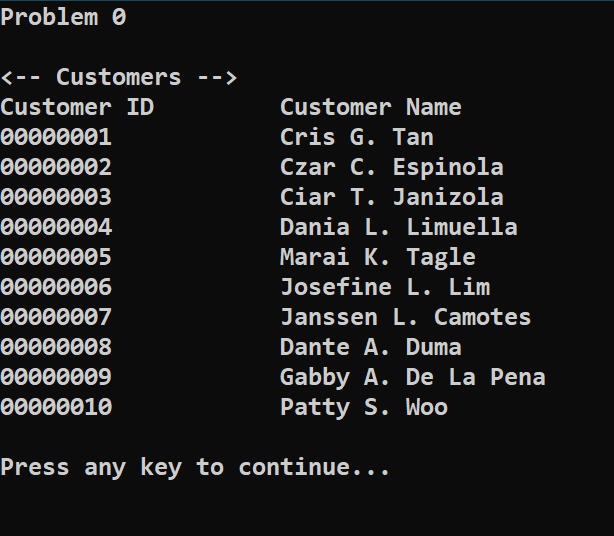 Problem 0
<-- Customers -->
Customer ID         Customer Name
00000001            Cris G. Tan
00000002            Czar C. Espinola
00000003            Ciar T. Janizola
00000004            Dania L. Limuella
00000005            Marai K. Tagle
00000006            Josefine L. Lim
00000007            Janssen L. Camotes
00000008            Dante A. Duma
00000009            Gabby A. De La Pena
00000010            Patty S. Woo
Press any key to continue...